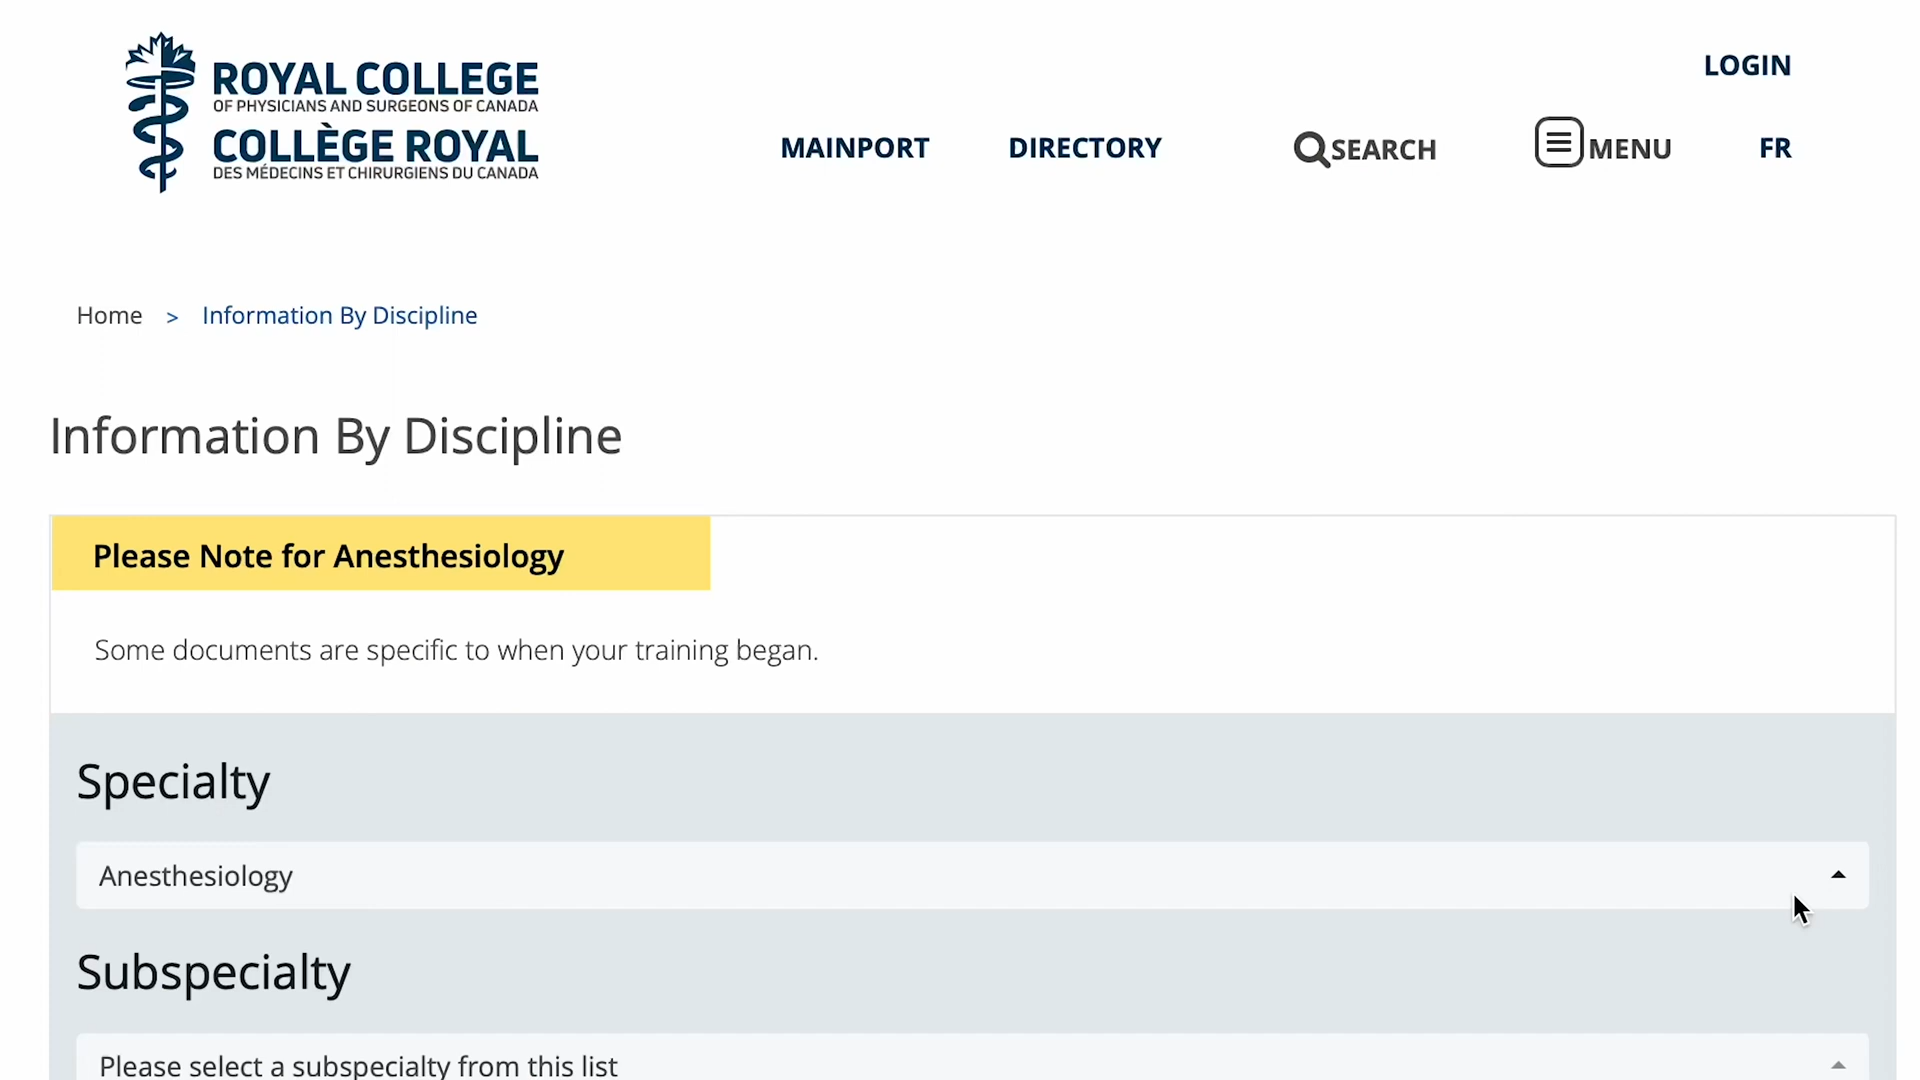 ROYAL COLLEGE
OF PHYSICIANS AND SURGEONS OF CANADA
COLLÈGE ROYAL
DES MÉDECINS ET CHIRURGIENS DU CANADA
LOGIN
MAINPORT DIRECTORY SEARCH MENU FR
Home > Information By Discipline
Information By Discipline
Please Note for Anesthesiology
Some documents are specific to when your training began.
Specialty
Anesthesiology
Subspecialty
Please select a subspecialty from this list